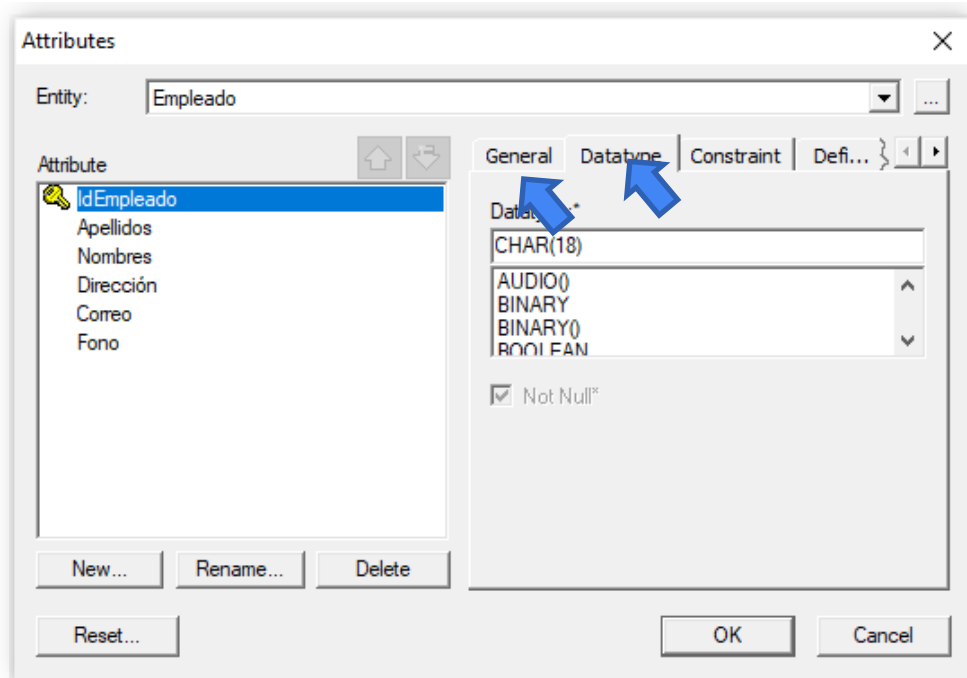 Attributes
Entity: Empleado ...
Attribute
IdEmpleado
Apellidos
Nombres
Dirección
Correo
Fono
New... Rename... Delete
Reset...
General Datatype Constraint Defi...
CHAR(18)
AUDIO()
BINARY
BINARY()
BOOLEAN
Not Null*
OK Cancel